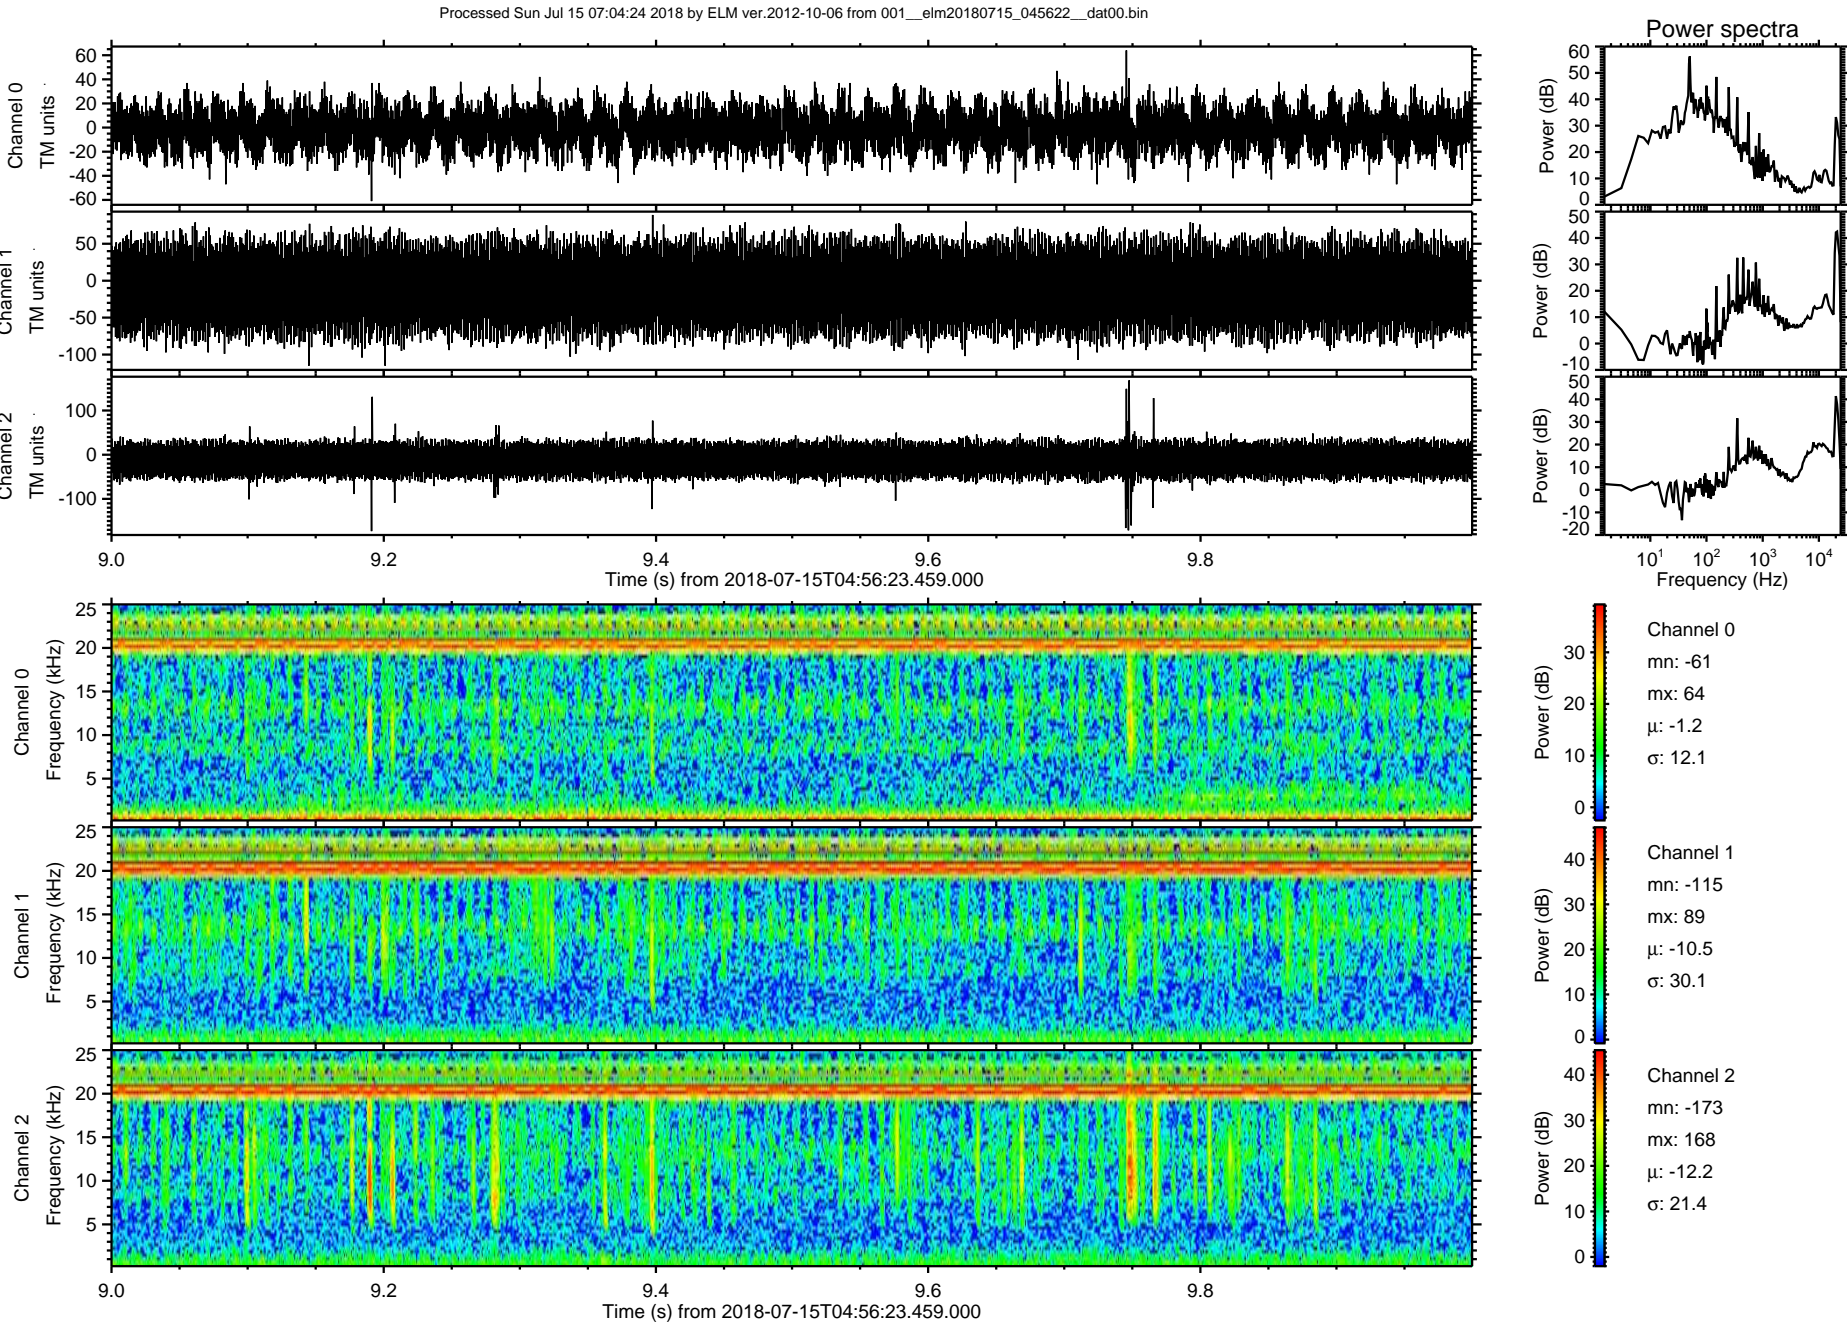 Processed Sun Jul 15 07:04:24 2018 by ELM ver.2012-10-06 from 001__elm20180715_045622__dat00.bin
Power spectra
Channel 0
TM units
60
40
20
0
-20
-40
-60
Power (dB)
60
50
40
30
20
10
0
Channel 1
TM units
50
0
-50
-100
Power (dB)
50
40
30
20
10
0
-10
Channel 2
TM units
100
0
-100
Power (dB)
50
40
30
20
10
0
-10
-20
9.0 9.2 9.4 9.6 9.8
Time (s) from 2018-07-15T04:56:23.459.000
10^1 10^2 10^3 10^4
Frequency (Hz)
Channel 0
Frequency (kHz)
25
20
15
10
5
Power (dB)
30
20
10
0
Channel 0
mn: -61
mx: 64
μ: -1.2
σ: 12.1
Channel 1
Frequency (kHz)
25
20
15
10
5
Power (dB)
40
30
20
10
0
Channel 1
mn: -115
mx: 89
μ: -10.5
σ: 30.1
Channel 2
Frequency (kHz)
25
20
15
10
5
Power (dB)
40
30
20
10
0
Channel 2
mn: -173
mx: 168
μ: -12.2
σ: 21.4
9.0 9.2 9.4 9.6 9.8
Time (s) from 2018-07-15T04:56:23.459.000